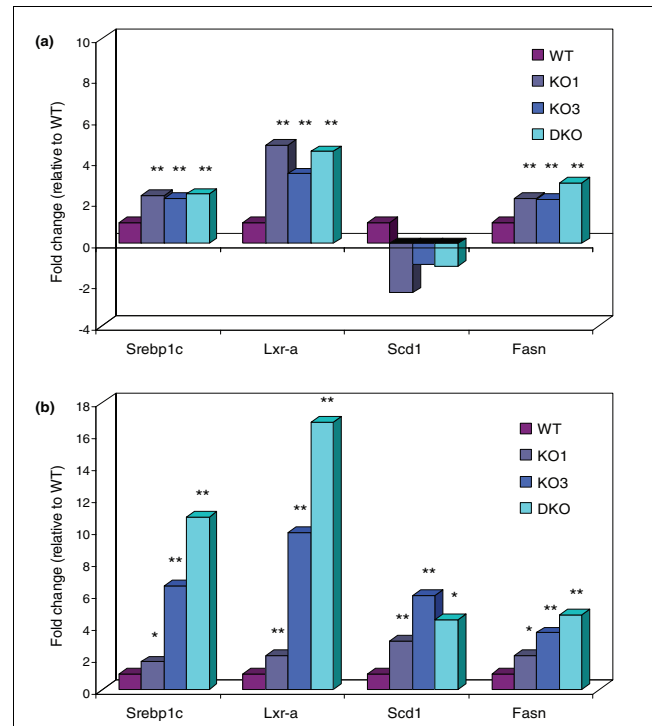 (a)
Fold change (relative to WT)
10
8
6
4
2
0
-2
-4
WT
KO1
KO3
DKO
** ** **
** ** **
** ** **
Srebp1c Lxr-a Scd1 Fasn
(b)
Fold change (relative to WT)
18
16
14
12
10
8
6
4
2
0
WT
KO1
KO3
DKO
* ** **
** ** **
** ** *
* ** **
Srebp1c Lxr-a Scd1 Fasn